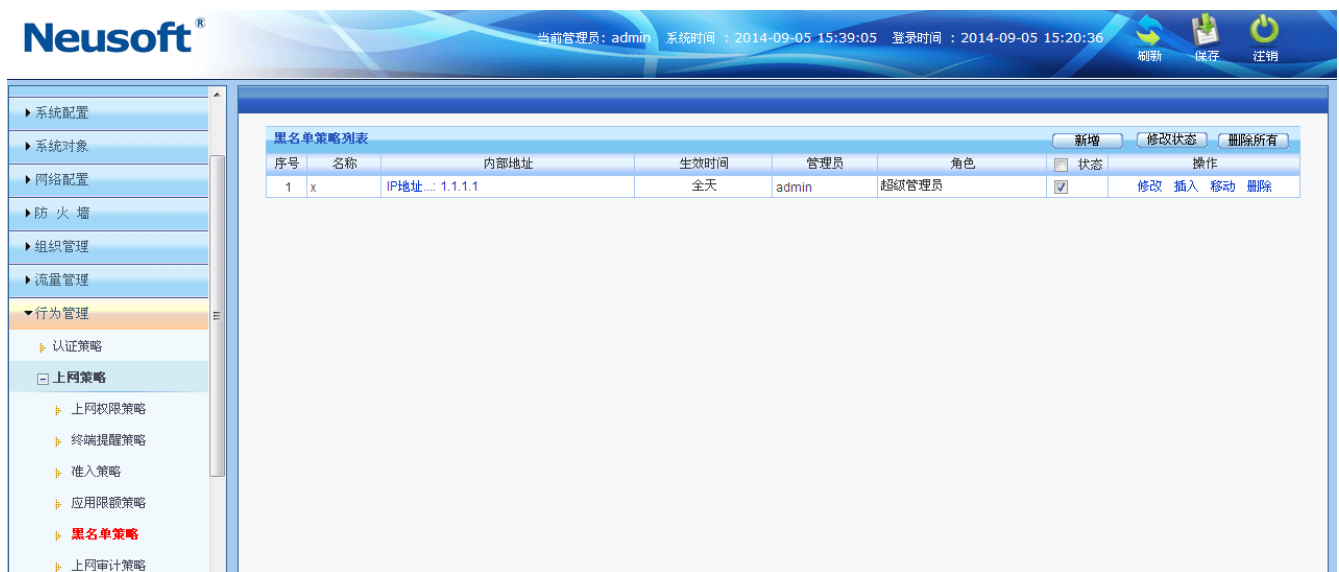 Neusoft®
当前管理员: admin 系统时间 : 2014-09-05 15:39:05 登录时间 : 2014-09-05 15:20:36
刷新 保存 注销
系统配置
系统对象
网络配置
防 火 墙
组织管理
流量管理
行为管理
认证策略
上网策略
上网权限策略
终端提醒策略
准入策略
应用限额策略
黑名单策略
上网审计策略
黑名单策略列表 新增 修改状态 删除所有
序号 名称 内部地址 生效时间 管理员 角色 状态 操作
1 x IP地址...: 1.1.1.1 全天 admin 超级管理员 修改 插入 移动 删除